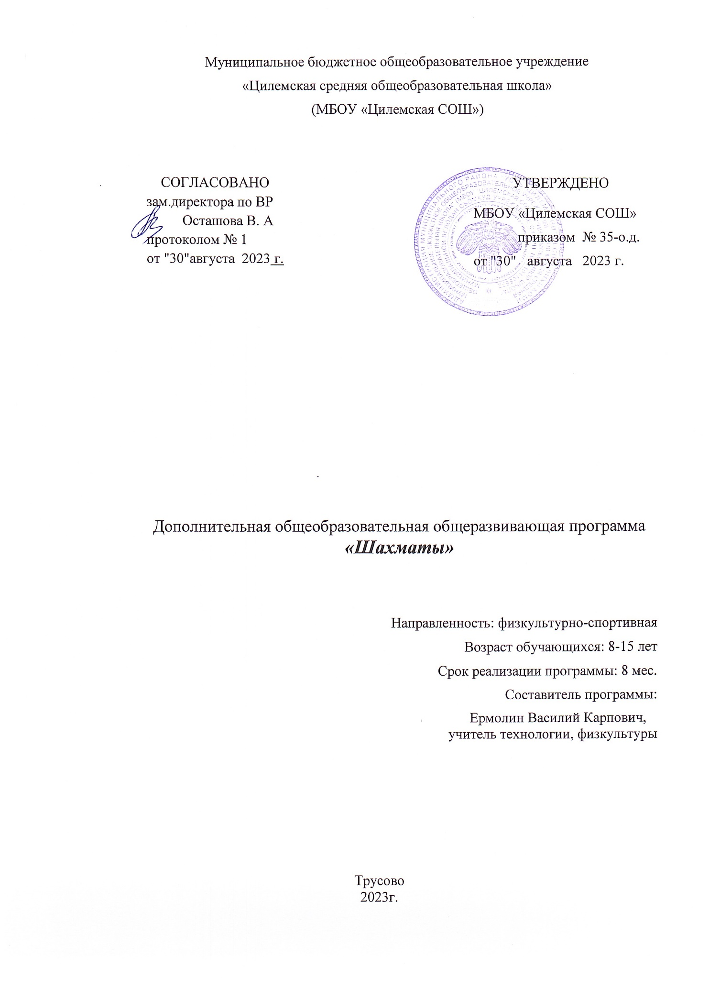 Муниципальное бюджетное общеобразовательное учреждение
«Цилемская средняя общеобразовательная школа»
(МБОУ «Цилемская СОШ»)
СОГЛАСОВАНО
зам.директора по ВР
Осташова В. А
протоколом № 1
от "30"августа 2023 г.
УТВЕРЖДЕНО
МБОУ «Цилемская СОШ»
приказом № 35-о.д.
от "30" августа 2023 г.
Дополнительная общеобразовательная общеразвивающая программа
«Шахматы»
Направленность: физкультурно-спортивная
Возраст обучающихся: 8-15 лет
Срок реализации программы: 8 мес.
Составитель программы:
Ермолин Василий Карпович,
учитель технологии, физкультуры
Трусово
2023г.